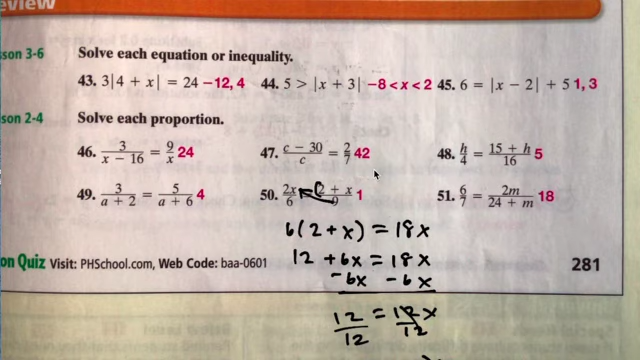 eview
sson 3-6 Solve each equation or inequality.
43. 3|4 + x| = 24 −12, 4 44. 5 > |x + 3| −8 < x < 2 45. 6 = |x − 2| + 5 1, 3
sson 2-4 Solve each proportion.
46. 3/(x − 16) = 9/x 24 47. (c − 30)/c = 2/7 42 48. h/4 = (15 + h)/16 5
49. 3/(a + 2) = 5/(a + 6) 4 50. 2x/6 = (2 + x)/9 1 51. 6/7 = 2m/(24 + m) 18
6(2 + x) = 18x
12 + 6x = 18x
−6x −6x
12/12 = 12x/12
on Quiz Visit: PHSchool.com, Web Code: baa-0601 281